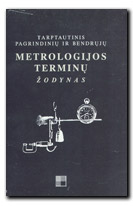 TARPTAUTINIS
PAGRINDINIŲ IR BENDRŲJŲ
METROLOGIJOS
TERMINŲ
ŽODYNAS